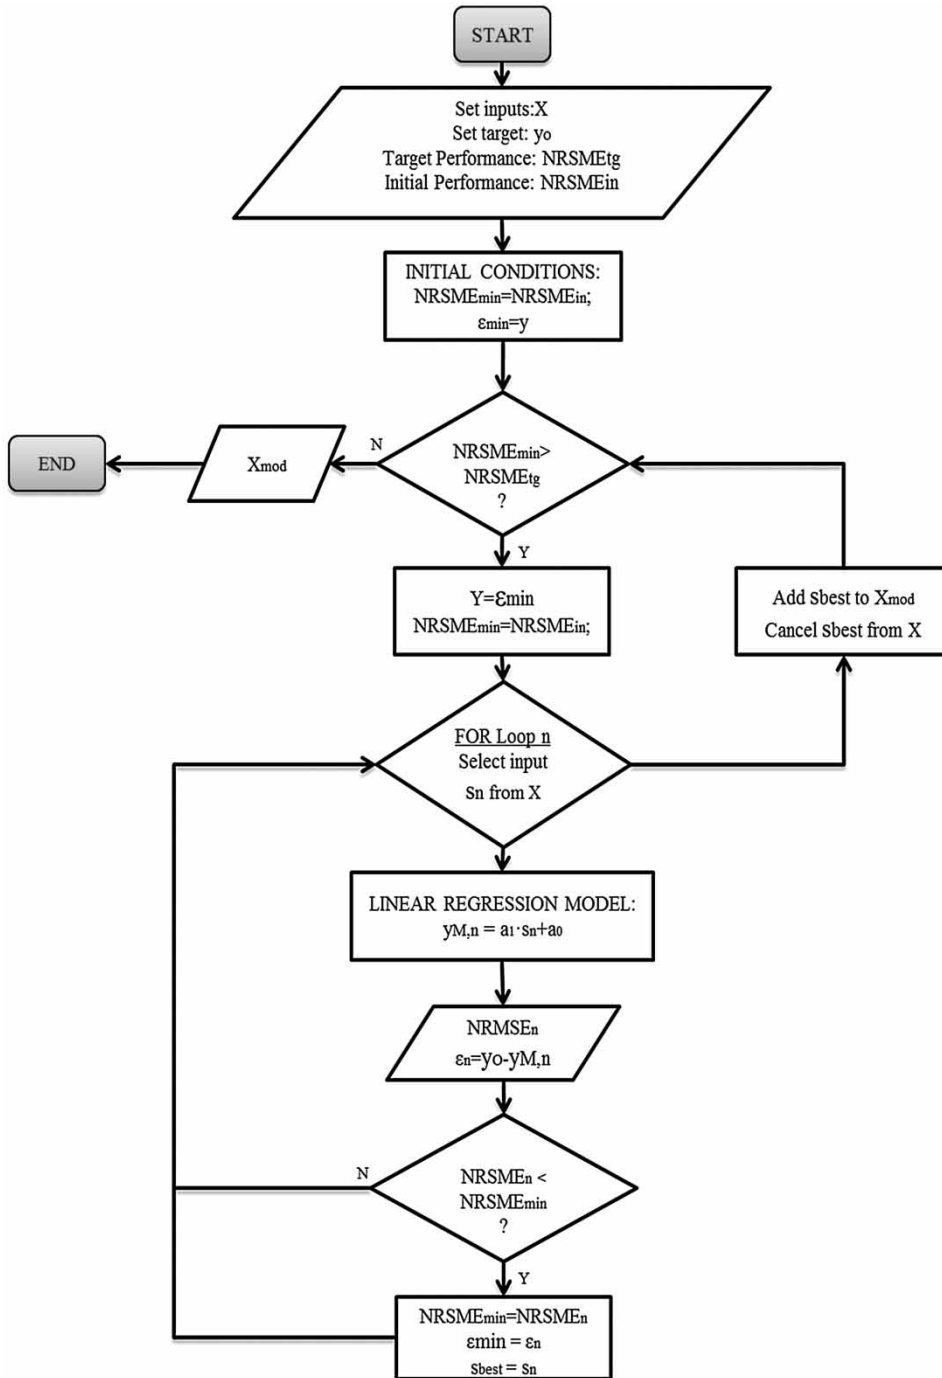 START
Set inputs:X
Set target: yo
Target Performance: NRSMEtg
Initial Performance: NRSMEin
INITIAL CONDITIONS:
NRSMEmin=NRSMEin;
εmin=y
NRSMEmin>
NRSMEtg
?
N
Xmod
END
Y
Y=εmin
NRSMEmin=NRSMEin;
Add sbest to Xmod
Cancel sbest from X
FOR Loop n
Select input
sn from X
LINEAR REGRESSION MODEL:
yM,n = a1·sn+a0
NRMSEn
εn=yo-yM,n
NRSMEn <
NRSMEmin
?
N
Y
NRSMEmin=NRSMEn
εmin = εn
sbest = sn